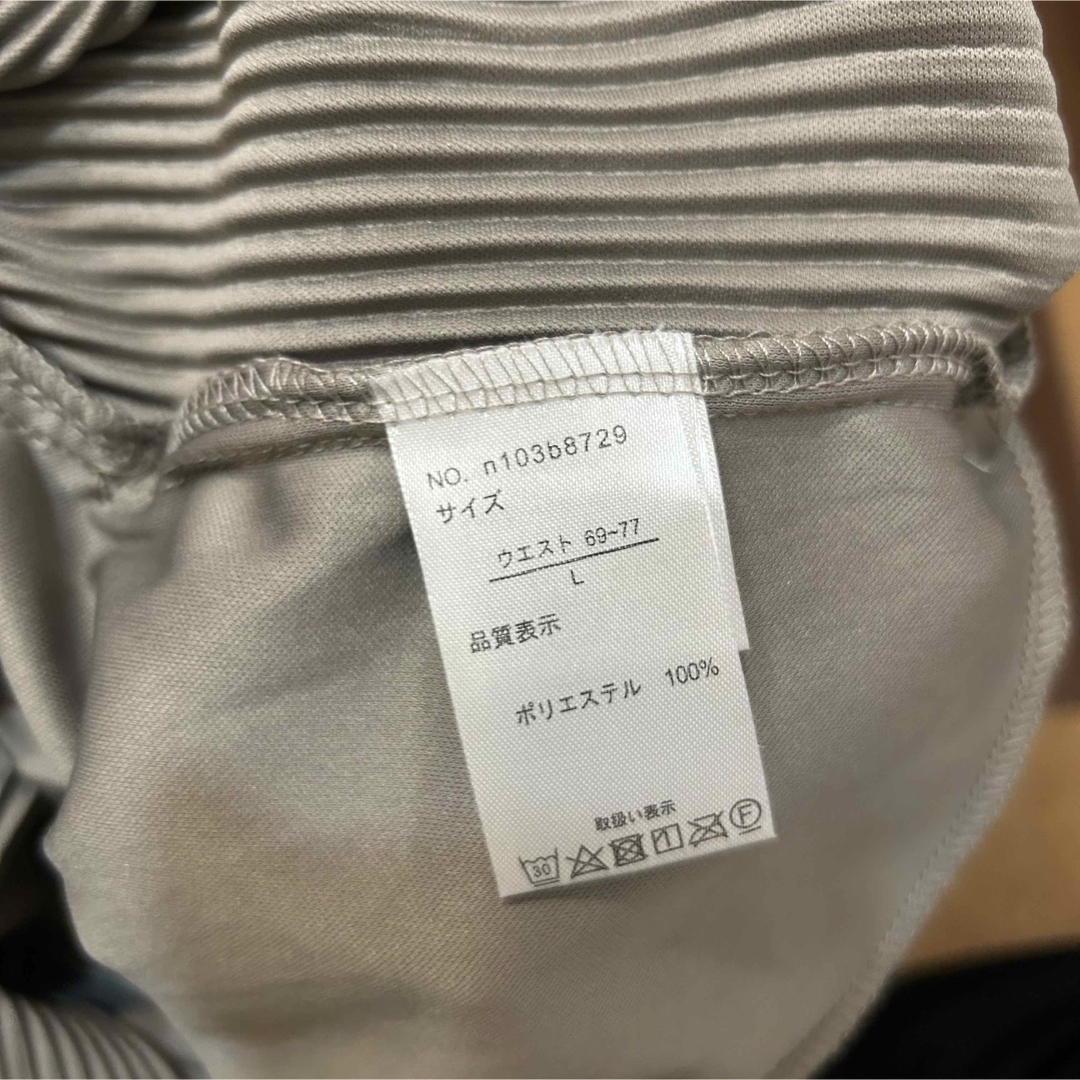 NO. n103b8729
サイズ
ウエスト 69~77
L
品質表示
ポリエステル 100%
取扱い表示
30 F